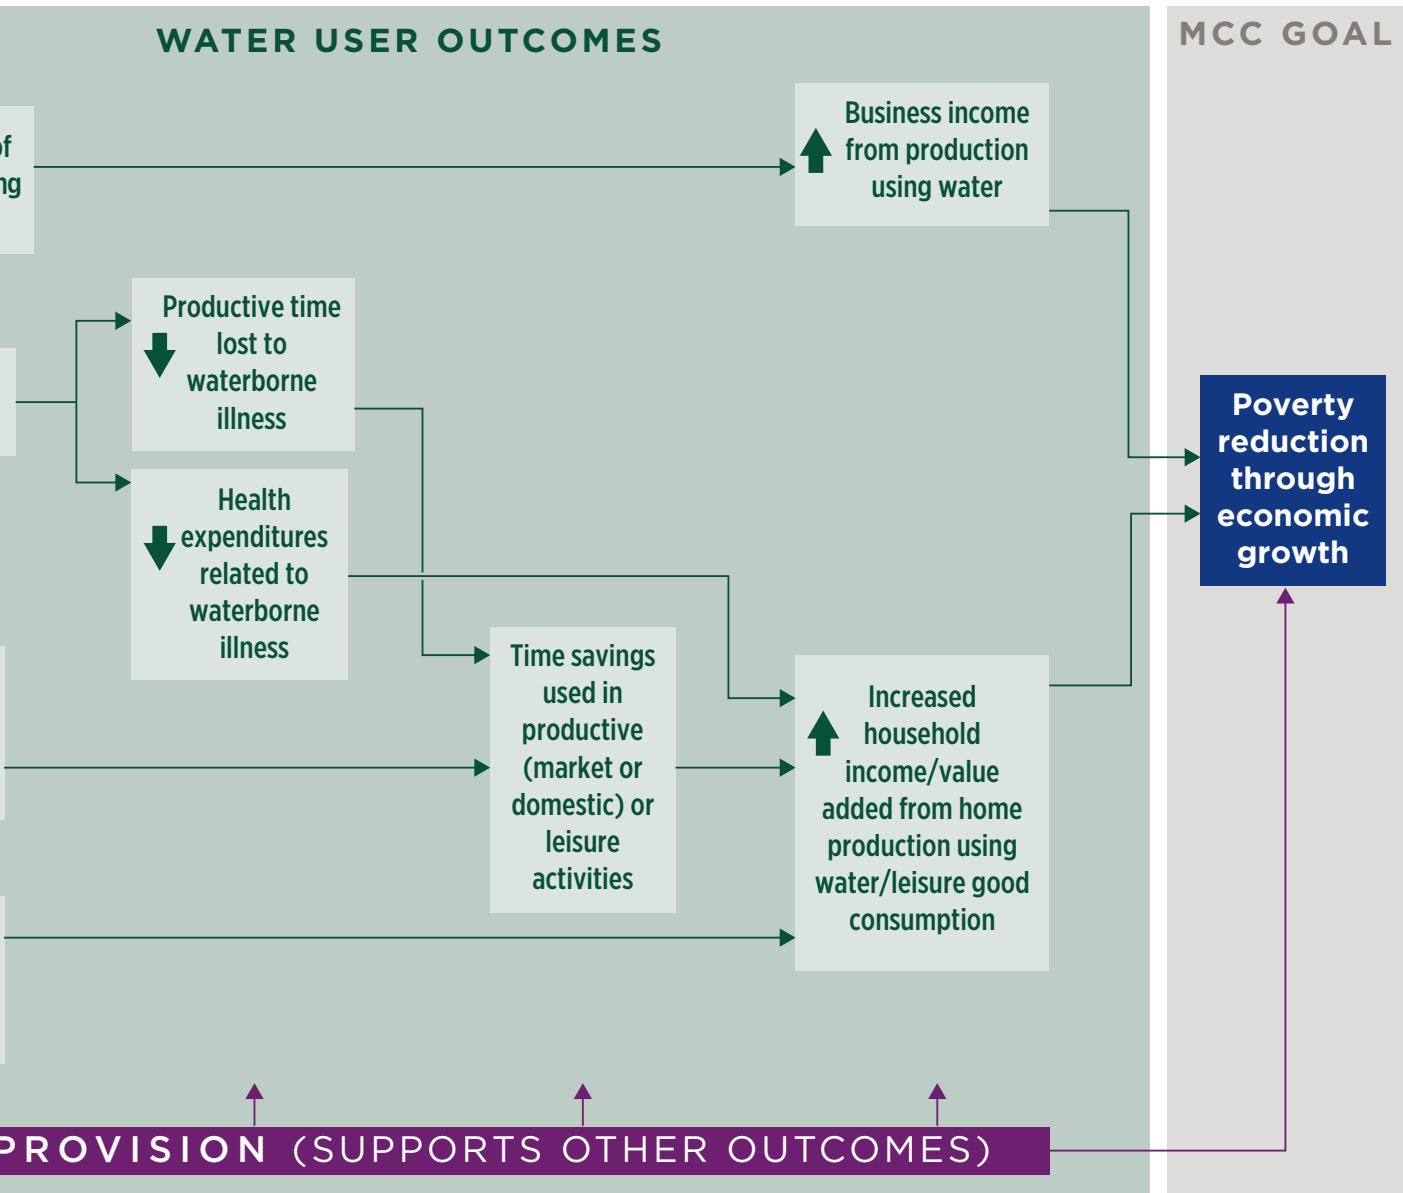 WATER USER OUTCOMES
MCC GOAL
of
ng
Business income
from production
using water
Productive time
lost to
waterborne
illness
Health
expenditures
related to
waterborne
illness
Time savings
used in
productive
(market or
domestic) or
leisure
activities
Increased
household
income/value
added from home
production using
water/leisure good
consumption
Poverty
reduction
through
economic
growth
PROVISION (SUPPORTS OTHER OUTCOMES)